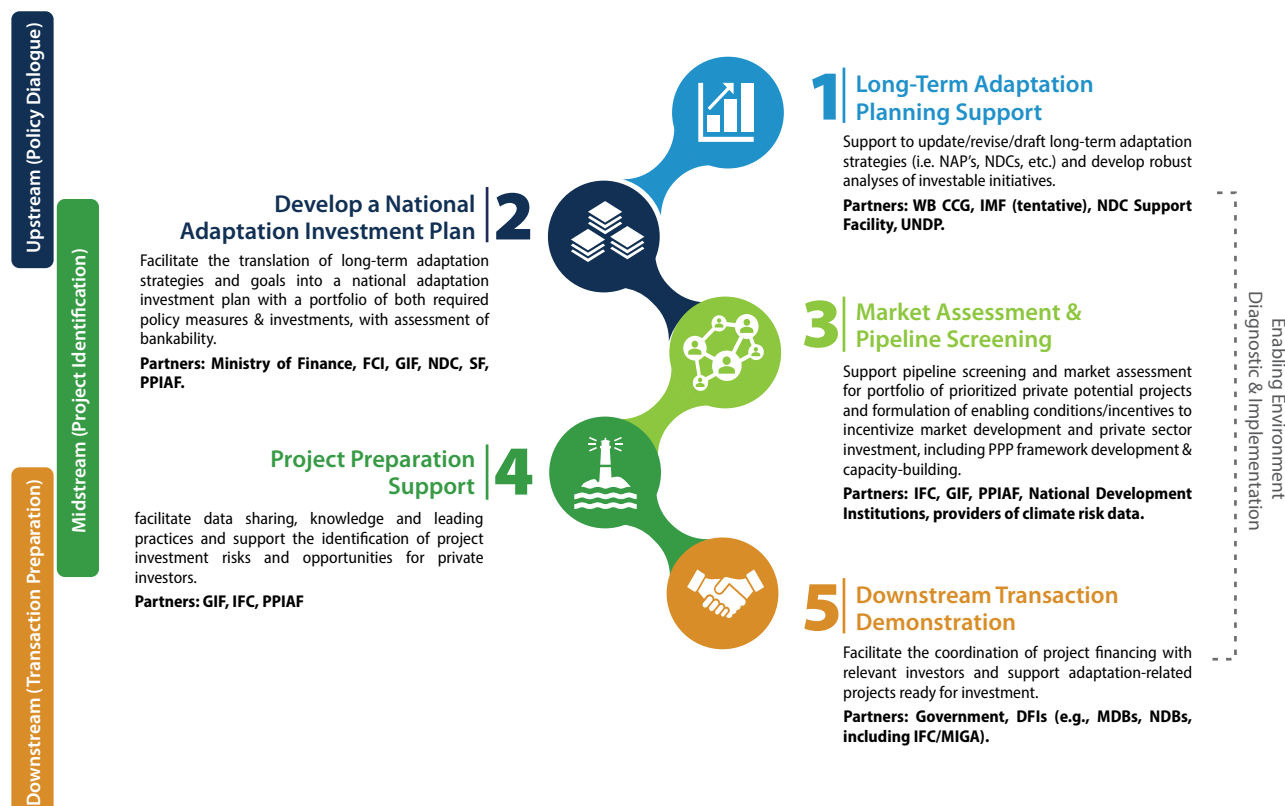 Upstream (Policy Dialogue)
Midstream (Project Identification)
Downstream (Transaction Preparation)
1
Long-Term Adaptation
Planning Support
Support to update/revise/draft long-term adaptation
strategies (i.e. NAP's, NDCs, etc.) and develop robust
analyses of investable initiatives.
Partners: WB CCG, IMF (tentative), NDC Support
Facility, UNDP.
Develop a National
Adaptation Investment Plan
2
Facilitate the translation of long-term adaptation
strategies and goals into a national adaptation
investment plan with a portfolio of both required
policy measures & investments, with assessment of
bankability.
Partners: Ministry of Finance, FCI, GIF, NDC, SF,
PPIAF.
3
Market Assessment &
Pipeline Screening
Support pipeline screening and market assessment
for portfolio of prioritized private potential projects
and formulation of enabling conditions/incentives to
incentivize market development and private sector
investment, including PPP framework development &
capacity-building.
Partners: IFC, GIF, PPIAF, National Development
Institutions, providers of climate risk data.
Project Preparation
Support
4
facilitate data sharing, knowledge and leading
practices and support the identification of project
investment risks and opportunities for private
investors.
Partners: GIF, IFC, PPIAF
5
Downstream Transaction
Demonstration
Facilitate the coordination of project financing with
relevant investors and support adaptation-related
projects ready for investment.
Partners: Government, DFIs (e.g., MDBs, NDBs,
including IFC/MIGA).
Enabling Environment
Diagnostic & Implementation